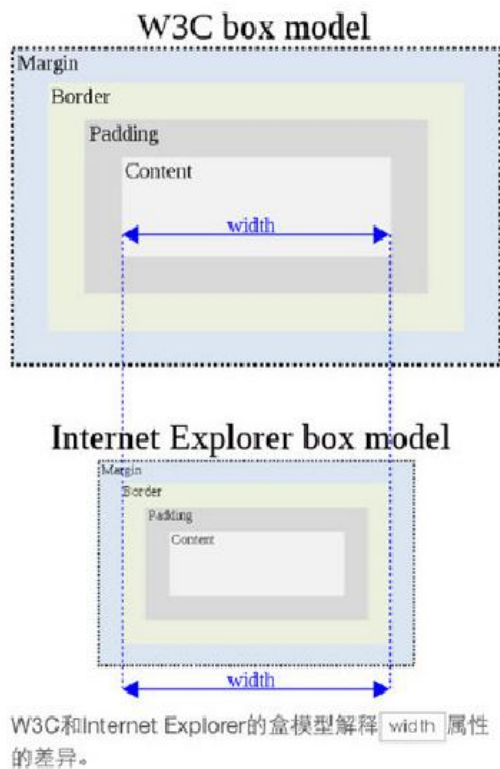 W3C box model
Margin
Border
Padding
Content
width
Internet Explorer box model
Margin
Border
Padding
Content
width
W3C和Internet Explorer的盒模型解释 width 属性
的差异。